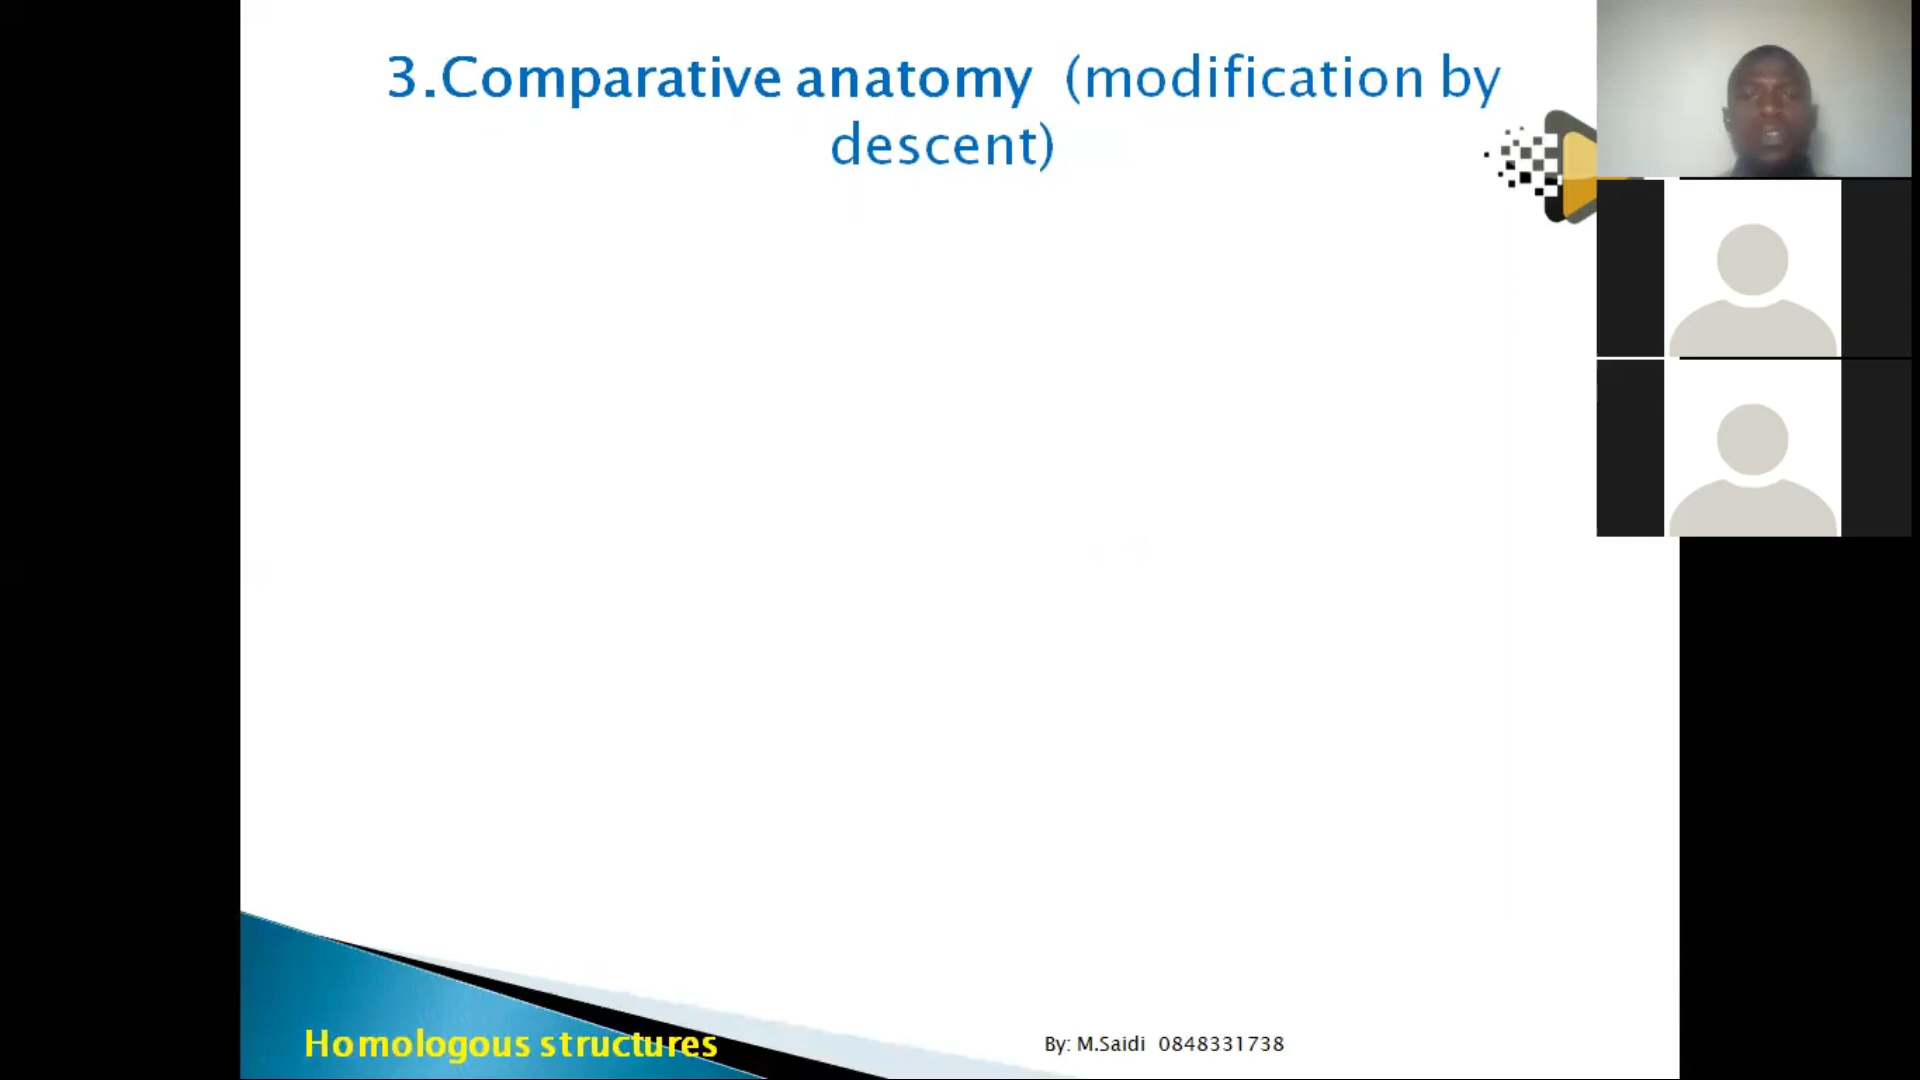 3.Comparative anatomy (modification by
descent)
Homologous structures
By: M.Saidi 0848331738